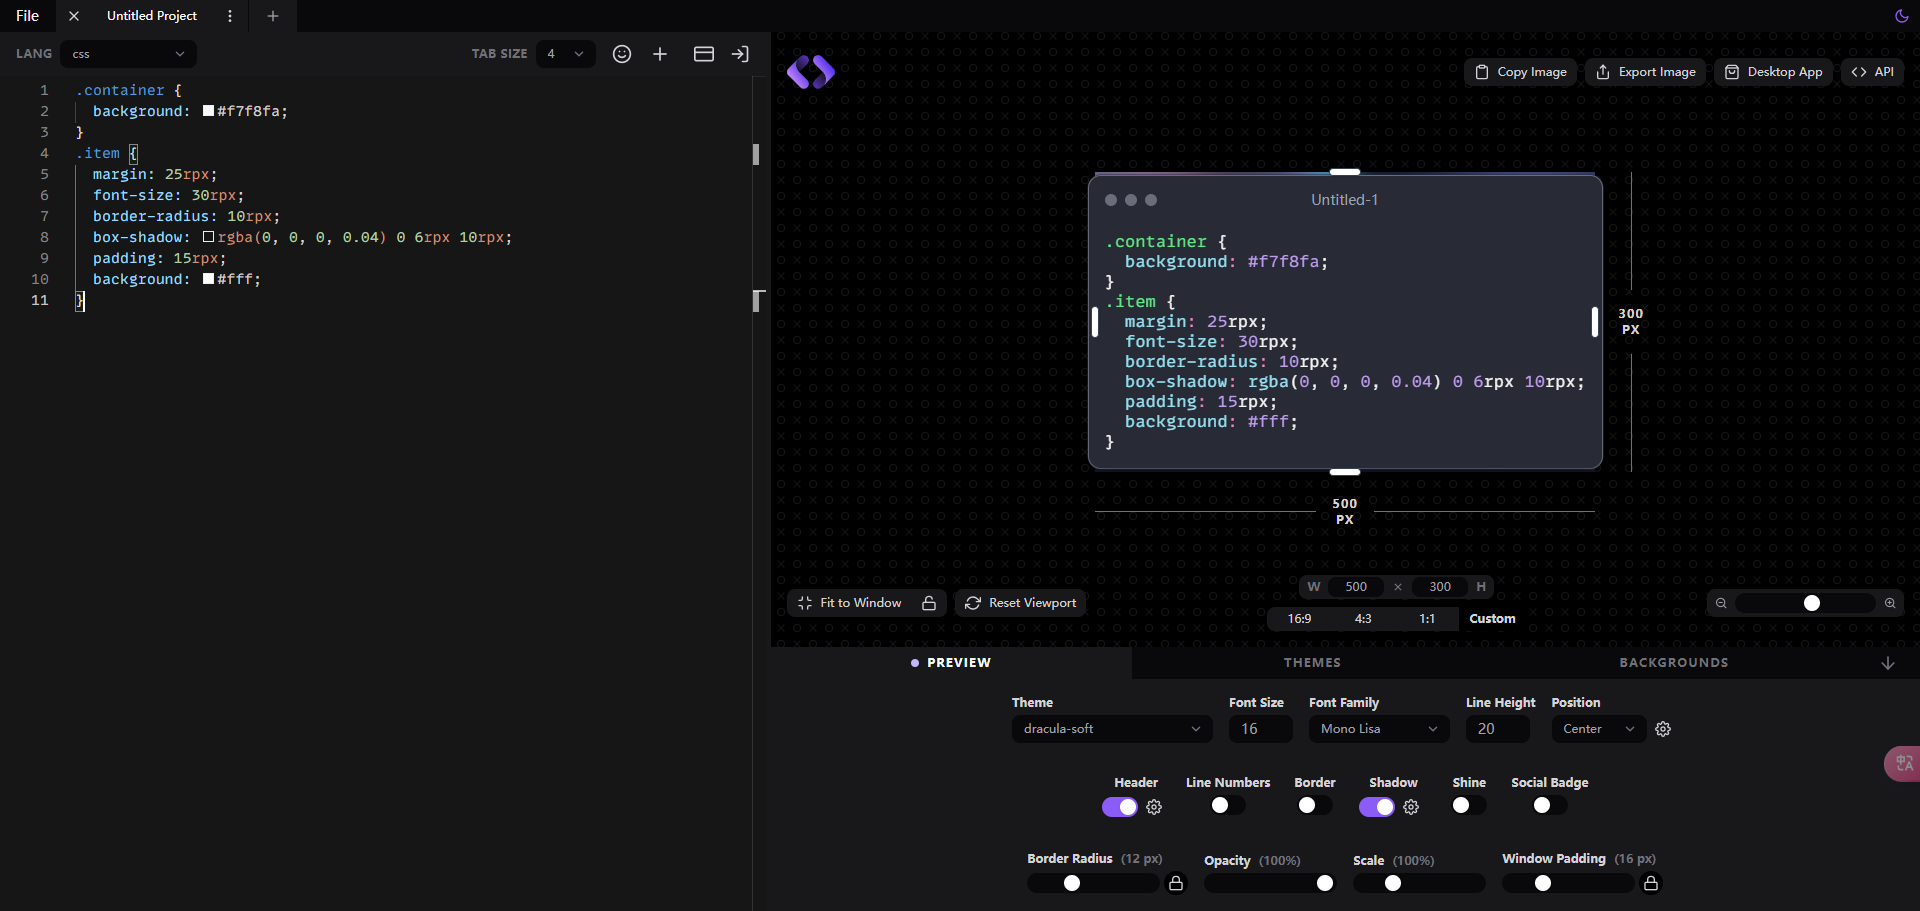 File
Untitled Project
LANG
css
TAB SIZE
4
1 .container {
2 background: #f7f8fa;
3 }
4 .item {
5 margin: 25rpx;
6 font-size: 30rpx;
7 border-radius: 10rpx;
8 box-shadow: rgba(0, 0, 0, 0.04) 0 6rpx 10rpx;
9 padding: 15rpx;
10 background: #fff;
11 }
Copy Image
Export Image
Desktop App
API
Untitled-1
.container {
background: #f7f8fa;
}
.item {
margin: 25rpx;
font-size: 30rpx;
border-radius: 10rpx;
box-shadow: rgba(0, 0, 0, 0.04) 0 6rpx 10rpx;
padding: 15rpx;
background: #fff;
}
300
PX
500
PX
Fit to Window
Reset Viewport
W 500 × 300 H
16:9 4:3 1:1 Custom
PREVIEW
THEMES
BACKGROUNDS
Theme
dracula-soft
Font Size
16
Font Family
Mono Lisa
Line Height
20
Position
Center
Header
Line Numbers
Border
Shadow
Shine
Social Badge
Border Radius (12 px)
Opacity (100%)
Scale (100%)
Window Padding (16 px)